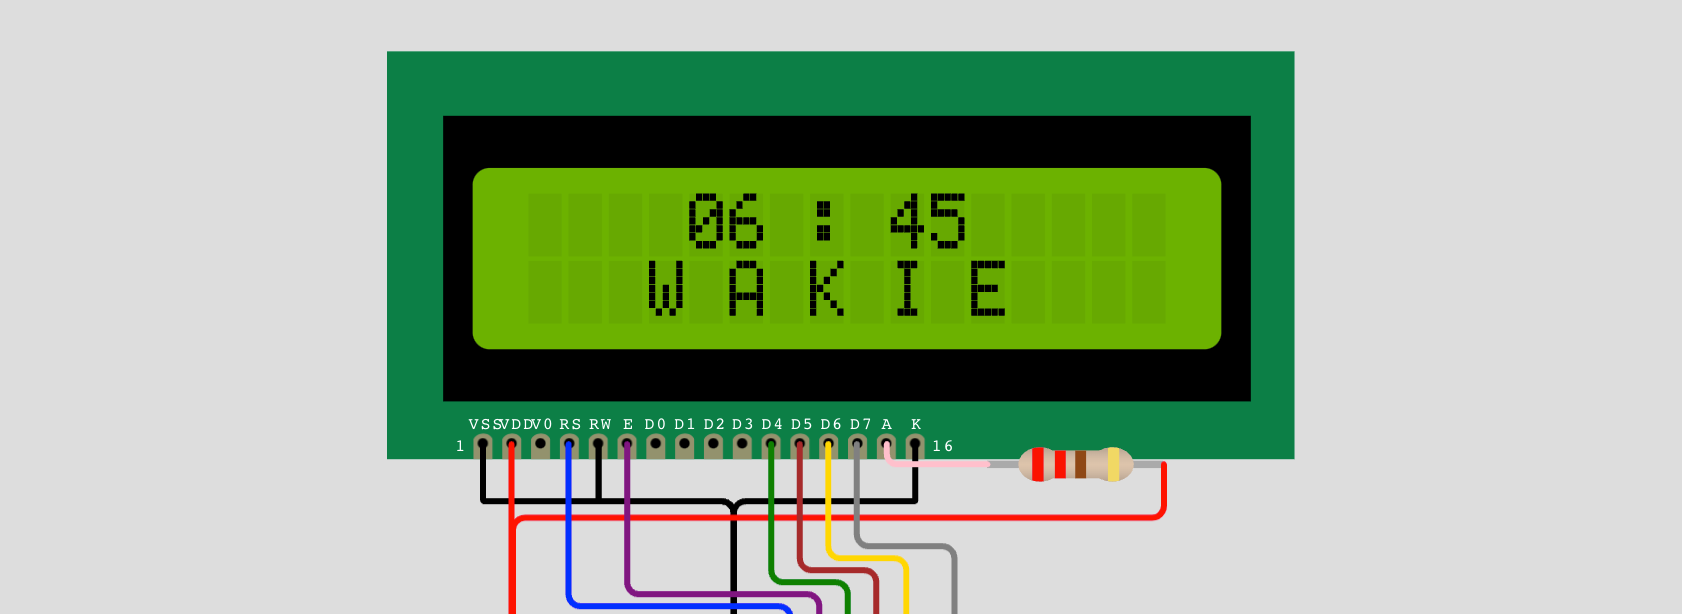 06 : 45
W A K I E
VSS VDD V0 RS RW E D0 D1 D2 D3 D4 D5 D6 D7 A K
1 16